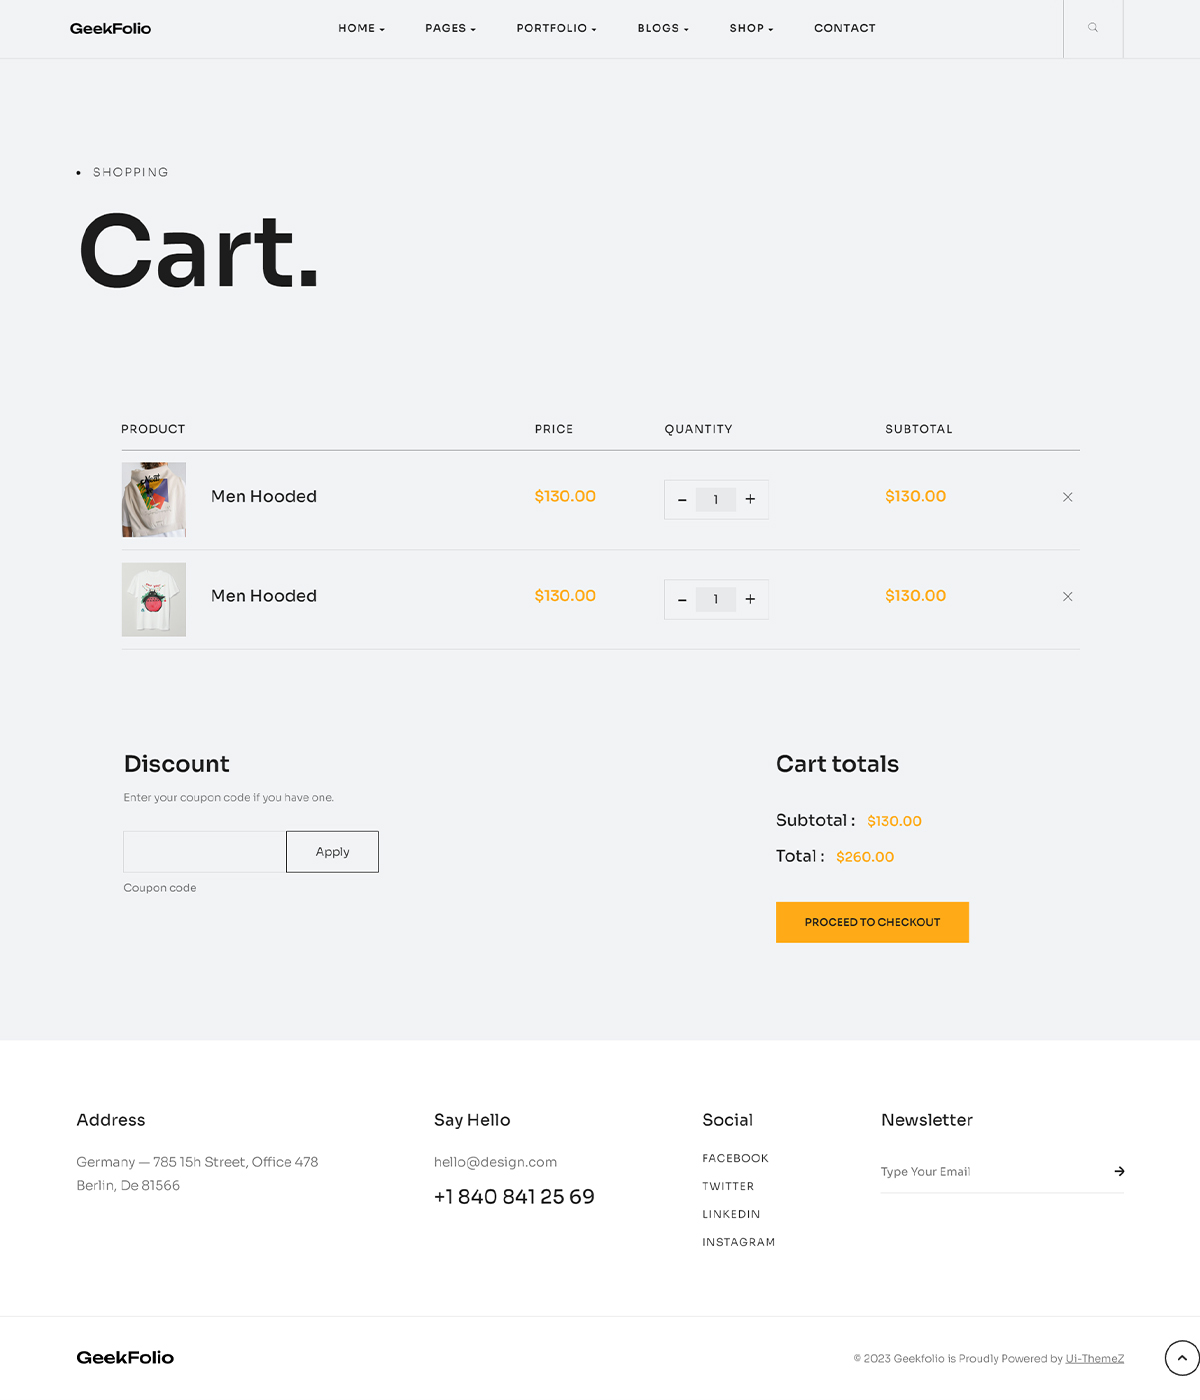 GeekFolio
HOME PAGES PORTFOLIO BLOGS SHOP CONTACT
SHOPPING
Cart.
PRODUCT PRICE QUANTITY SUBTOTAL
Men Hooded $130.00 - 1 + $130.00
Men Hooded $130.00 - 1 + $130.00
Discount
Enter your coupon code if you have one.
Apply
Coupon code
Cart totals
Subtotal : $130.00
Total : $260.00
PROCEED TO CHECKOUT
Address
Germany — 785 15h Street, Office 478
Berlin, De 81566
Say Hello
hello@design.com
+1 840 841 25 69
Social
FACEBOOK
TWITTER
LINKEDIN
INSTAGRAM
Newsletter
Type Your Email
GeekFolio
© 2023 Geekfolio is Proudly Powered by Ui-ThemeZ